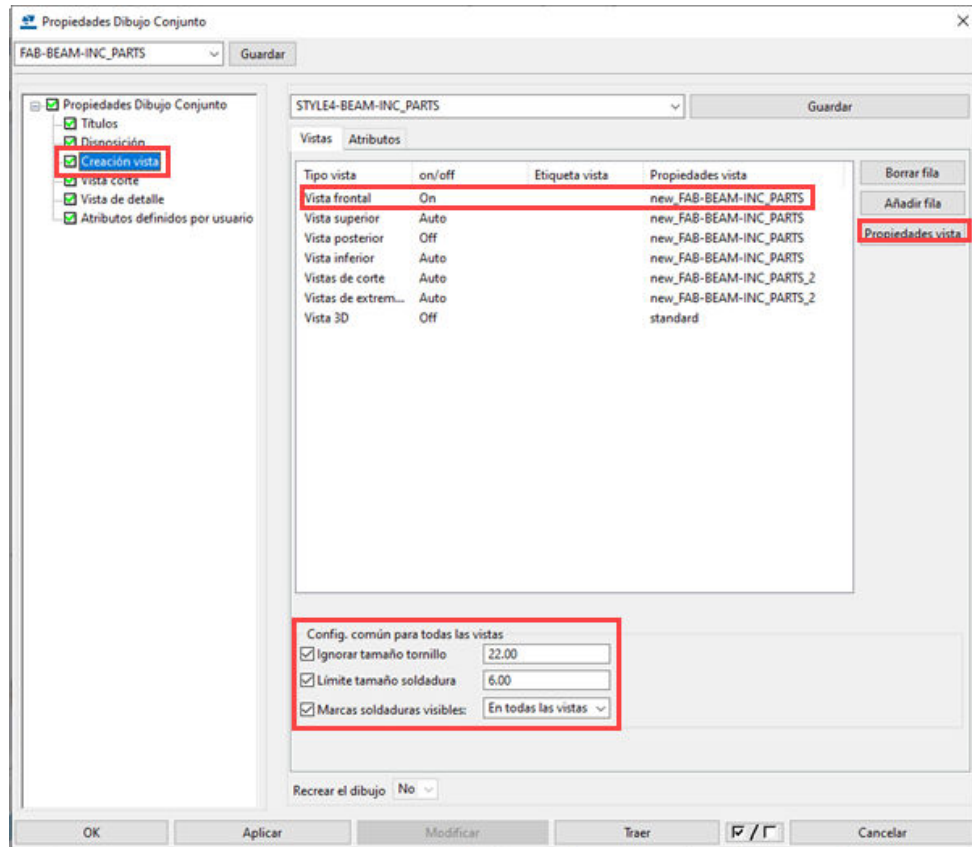 Propiedades Dibujo Conjunto
FAB-BEAM-INC_PARTS Guardar
Propiedades Dibujo Conjunto
Títulos
Disposición
Creación vista
Vista corte
Vista de detalle
Atributos definidos por usuario
STYLE4-BEAM-INC_PARTS Guardar
Vistas Atributos
Tipo vista on/off Etiqueta vista Propiedades vista
Vista frontal On new_FAB-BEAM-INC_PARTS
Vista superior Auto new_FAB-BEAM-INC_PARTS
Vista posterior Off new_FAB-BEAM-INC_PARTS
Vista inferior Auto new_FAB-BEAM-INC_PARTS
Vistas de corte Auto new_FAB-BEAM-INC_PARTS_2
Vistas de extrem... Auto new_FAB-BEAM-INC_PARTS_2
Vista 3D Off standard
Borrar fila
Añadir fila
Propiedades vista
Config. común para todas las vistas
Ignorar tamaño tornillo 22.00
Límite tamaño soldadura 6.00
Marcas soldaduras visibles: En todas las vistas
Recrear el dibujo No
OK Aplicar Modificar Traer / Cancelar